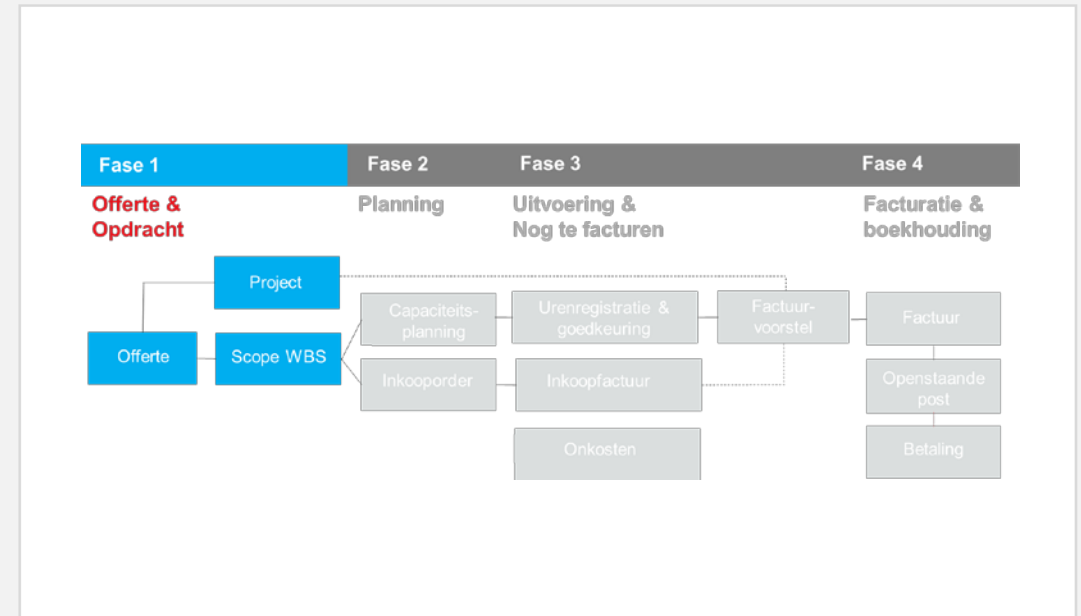 Fase 1
Fase 2
Fase 3
Fase 4
Offerte &
Opdracht
Planning
Uitvoering &
Nog te facturen
Facturatie &
boekhouding
Project
Offerte
Scope WBS
Capaciteits-
planning
Inkooporder
Urenregistratie &
goedkeuring
Inkoopfactuur
Onkosten
Factuur-
voorstel
Factuur
Openstaande
post
Betaling